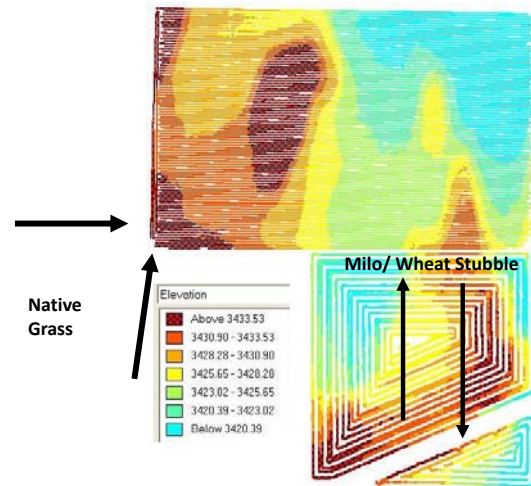 Milo/ Wheat Stubble
Native
Grass
Elevation
Above 3433.53
3430.90 - 3433.53
3428.28 - 3430.90
3425.65 - 3428.28
3423.02 - 3425.65
3420.39 - 3423.02
Below 3420.39